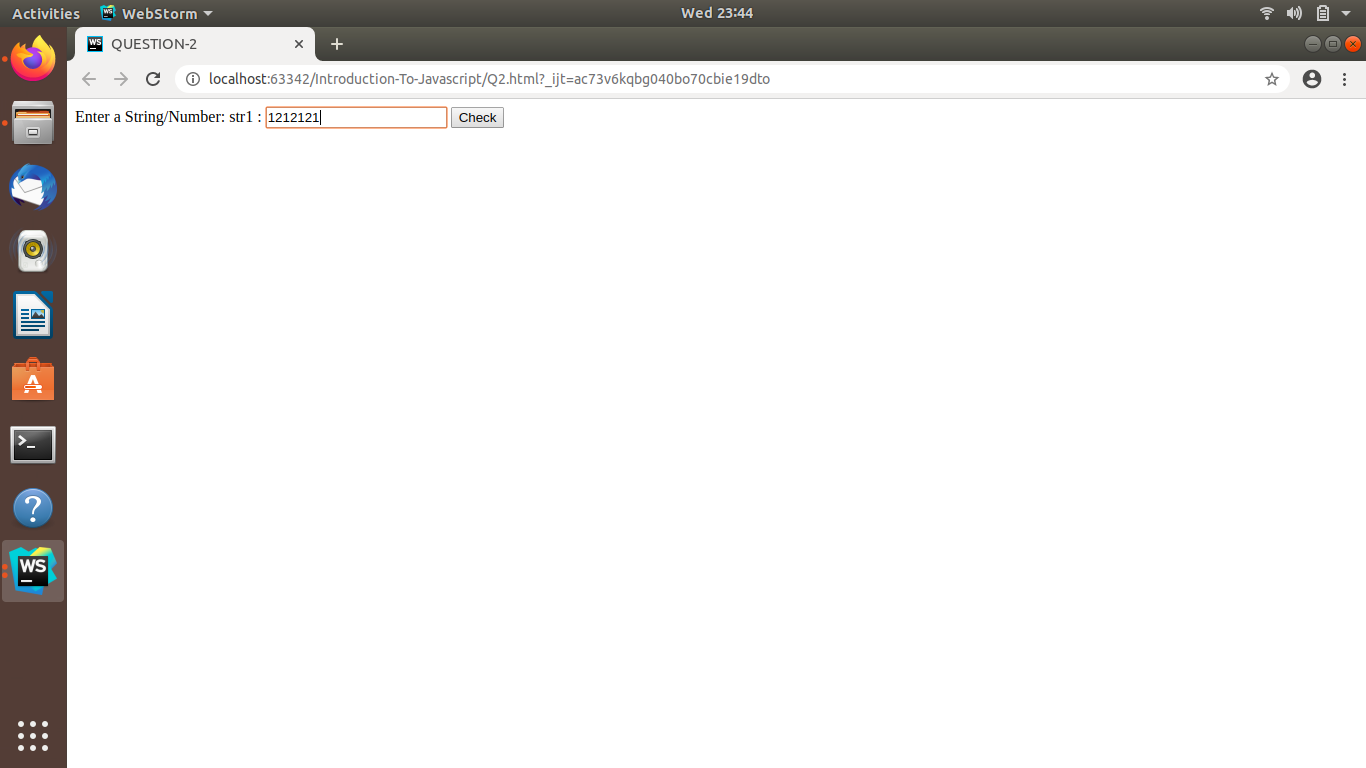 Activities WebStorm Wed 23:44
WS QUESTION-2
localhost:63342/Introduction-To-Javascript/Q2.html?_ijt=ac73v6kqbg040bo70cbie19dto
Enter a String/Number: str1 : 1212121 Check
WS